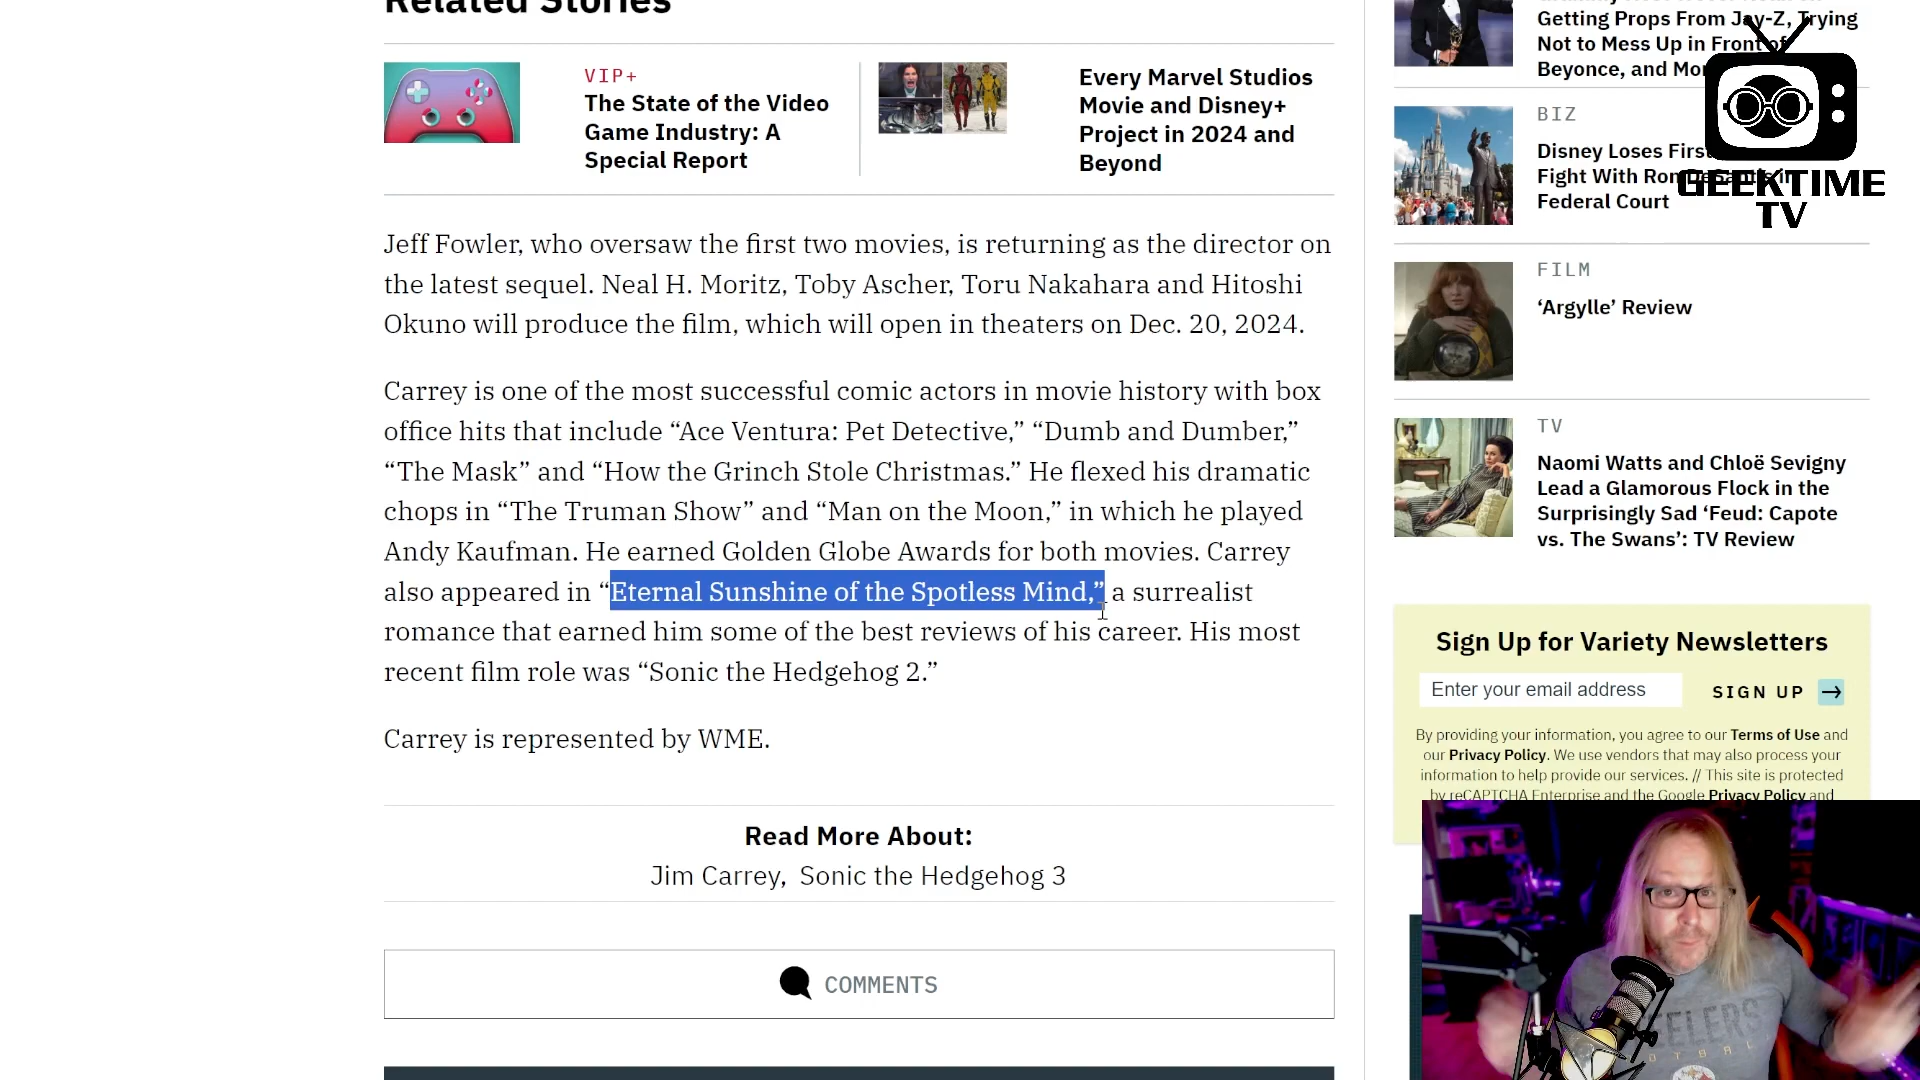 Related Stories
VIP+
The State of the Video
Game Industry: A
Special Report
Every Marvel Studios
Movie and Disney+
Project in 2024 and
Beyond
Jeff Fowler, who oversaw the first two movies, is returning as the director on
the latest sequel. Neal H. Moritz, Toby Ascher, Toru Nakahara and Hitoshi
Okuno will produce the film, which will open in theaters on Dec. 20, 2024.
Carrey is one of the most successful comic actors in movie history with box
office hits that include “Ace Ventura: Pet Detective,” “Dumb and Dumber,”
“The Mask” and “How the Grinch Stole Christmas.” He flexed his dramatic
chops in “The Truman Show” and “Man on the Moon,” in which he played
Andy Kaufman. He earned Golden Globe Awards for both movies. Carrey
also appeared in “Eternal Sunshine of the Spotless Mind,” a surrealist
romance that earned him some of the best reviews of his career. His most
recent film role was “Sonic the Hedgehog 2.”
Carrey is represented by WME.
Read More About:
Jim Carrey, Sonic the Hedgehog 3
COMMENTS
Getting Props From Jay-Z, Trying
Not to Mess Up in Front of
Beyonce, and
BIZ
Disney Loses
Fight With Ron DeSantis in
Federal Court
FILM
‘Argylle’ Review
TV
Naomi Watts and Chloë Sevigny
Lead a Glamorous Flock in the
Surprisingly Sad ‘Feud: Capote
vs. The Swans’: TV Review
Sign Up for Variety Newsletters
Enter your email address
SIGN UP
By providing your information, you agree to our Terms of Use and
our Privacy Policy. We use vendors that may also process your
information to help provide our services. // This site is protected
by reCAPTCHA Enterprise and the Google Privacy Policy and
GEEKTIME
TV